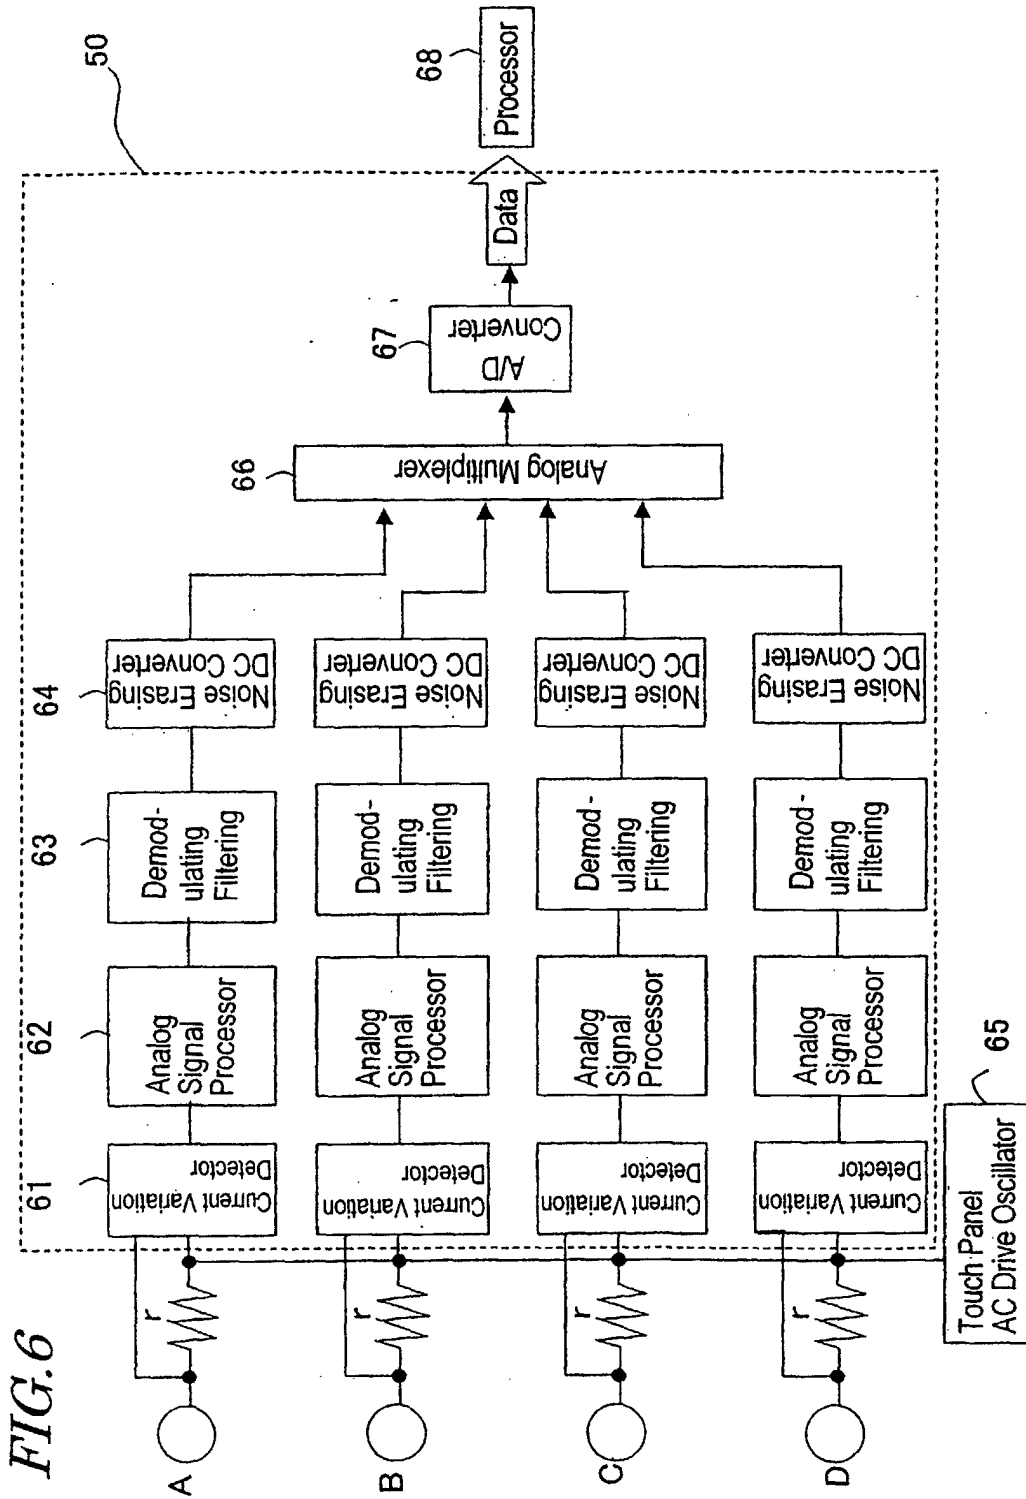 FIG.6
50
61
62
63
64
A
r
Current Variation
Detector
Analog
Signal
Processor
Demod-
ulating
Filtering
Noise Erasing
DC Converter
B
r
Current Variation
Detector
Analog
Signal
Processor
Demod-
ulating
Filtering
Noise Erasing
DC Converter
C
r
Current Variation
Detector
Analog
Signal
Processor
Demod-
ulating
Filtering
Noise Erasing
DC Converter
D
r
Current Variation
Detector
Analog
Signal
Processor
Demod-
ulating
Filtering
Noise Erasing
DC Converter
66
Analog Multiplexer
67
A/D
Converter
Data
68
Processor
65
Touch Panel
AC Drive Oscillator